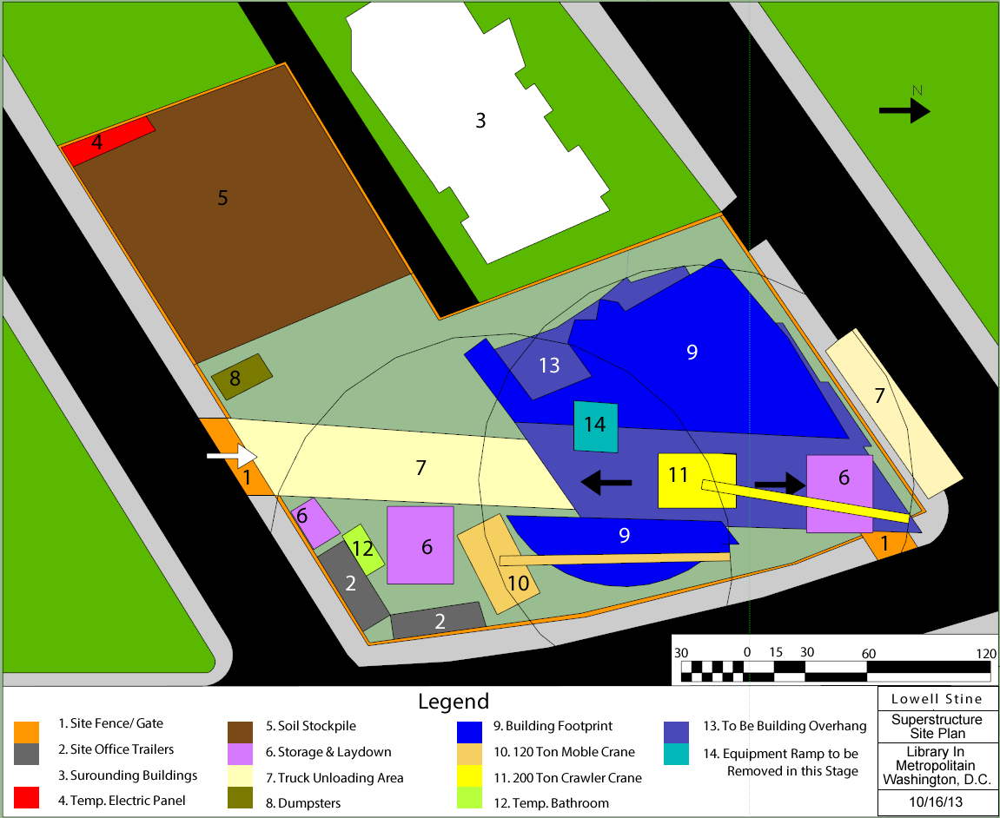 N
3
4
5
9
13
7
8
14
7
11
6
1
6
9
1
12
6
2
10
2
30 0 15 30 60 120
Legend
1. Site Fence/ Gate
2. Site Office Trailers
3. Surounding Buildings
4. Temp. Electric Panel
5. Soil Stockpile
6. Storage & Laydown
7. Truck Unloading Area
8. Dumpsters
9. Building Footprint
10. 120 Ton Moble Crane
11. 200 Ton Crawler Crane
12. Temp. Bathroom
13. To Be Building Overhang
14. Equipment Ramp to be
Removed in this Stage
Lowell Stine
Superstructure
Site Plan
Library In
Metropolitain
Washington, D.C.
10/16/13